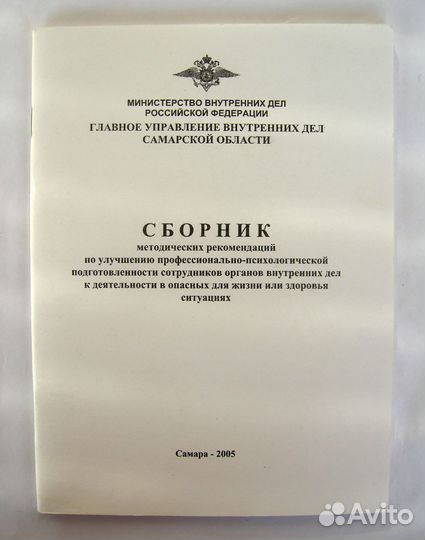 МИНИСТЕРСТВО ВНУТРЕННИХ ДЕЛ
РОССИЙСКОЙ ФЕДЕРАЦИИ
ГЛАВНОЕ УПРАВЛЕНИЕ ВНУТРЕННИХ ДЕЛ
САМАРСКОЙ ОБЛАСТИ
СБОРНИК
методических рекомендаций
по улучшению профессионально-психологической
подготовленности сотрудников органов внутренних дел
к деятельности в опасных для жизни или здоровья
ситуациях
Самара - 2005
Avito